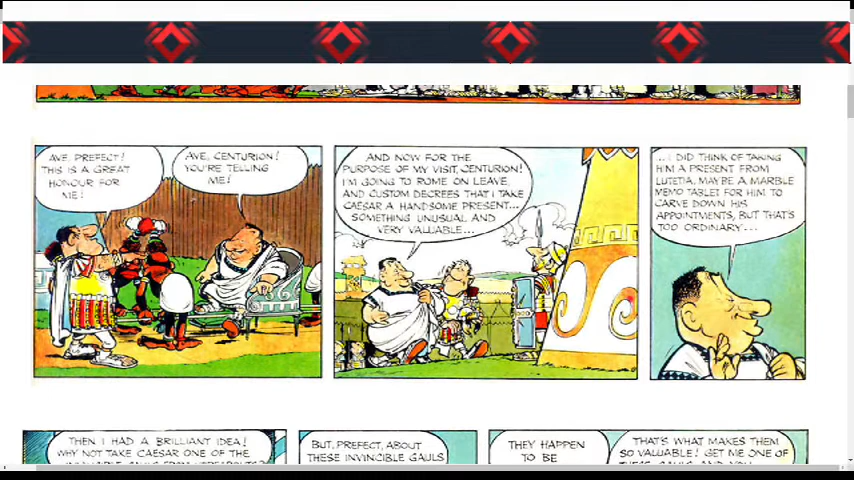 AVE, PREFECT!
THIS IS A GREAT
HONOUR FOR
ME!
AVE, CENTURION!
YOU'RE TELLING
ME!
AND NOW FOR THE
PURPOSE OF MY VISIT, CENTURION!
I'M GOING TO ROME ON LEAVE,
AND CUSTOM DECREES THAT I TAKE
CAESAR A HANDSOME PRESENT...
SOMETHING UNUSUAL AND
VERY VALUABLE...
...I DID THINK OF TAKING
HIM A PRESENT FROM
LUTETIA, MAYBE A MARBLE
MEMO TABLET FOR HIM TO
CARVE DOWN HIS
APPOINTMENTS, BUT THAT'S
TOO ORDINARY...
THEN I HAD A BRILLIANT IDEA!
WHY NOT TAKE CAESAR ONE OF
BUT, PREFECT, ABOUT
THESE INVINCIBLE GAULS
THEY HAPPEN
TO BE
THAT'S WHAT MAKES THEM
SO VALUABLE! GET ME ONE OF
THESE GAULS AND YOU